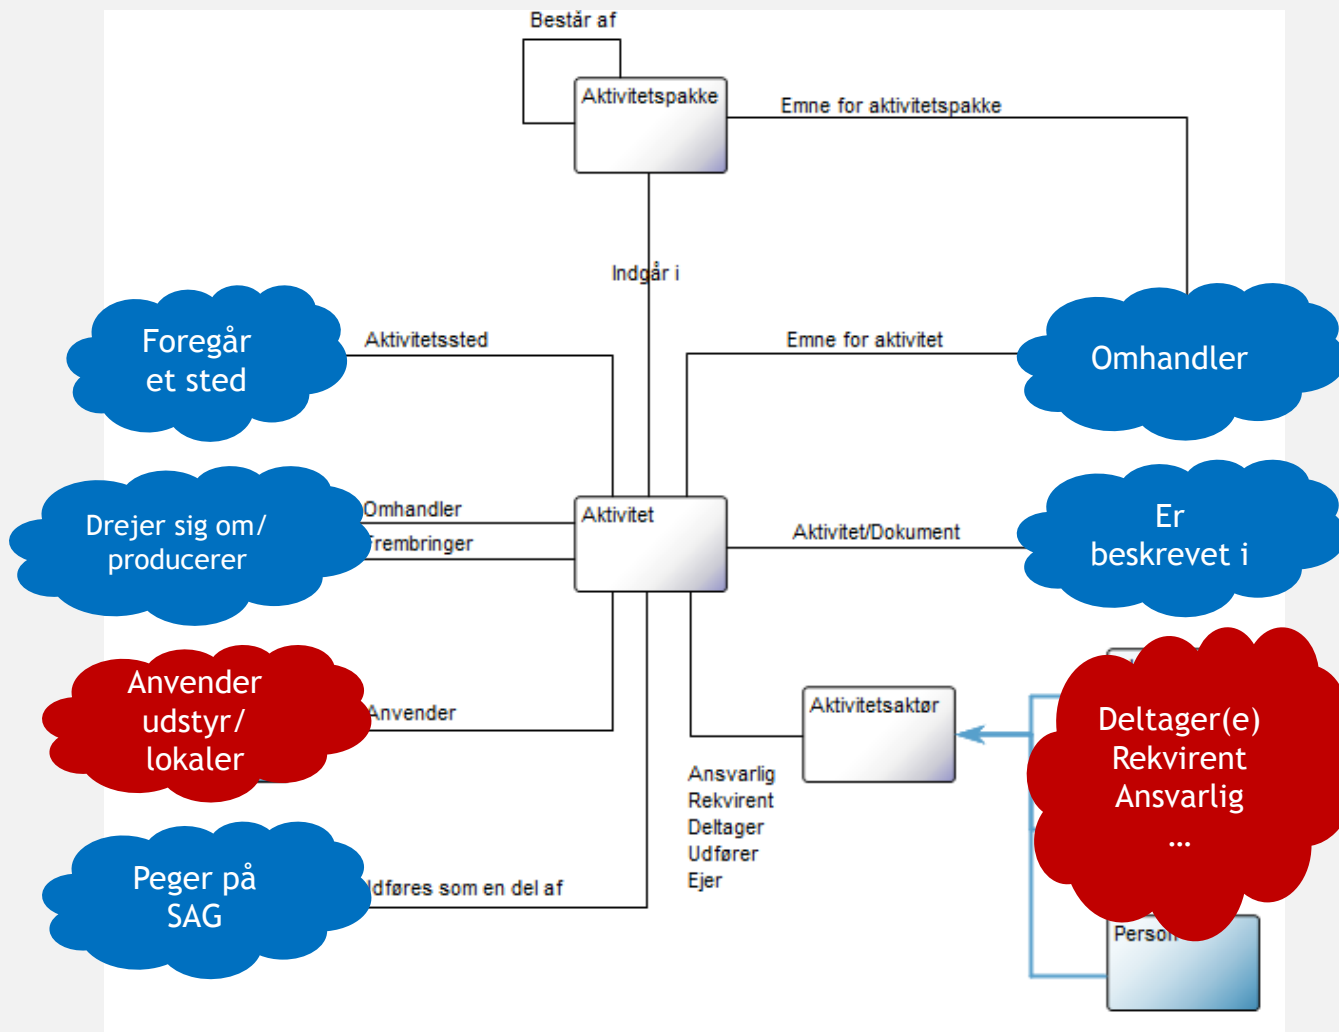 Består af
Aktivitetspakke
Emne for aktivitetspakke
Indgår i
Foregår
et sted
Aktivitetssted
Emne for aktivitet
Omhandler
Drejer sig om/
producerer
Omhandler
Frembringer
Aktivitet
Aktivitet/Dokument
Er
beskrevet i
Anvender
udstyr/
lokaler
Anvender
Aktivitetsaktør
Deltager(e)
Rekvirent
Ansvarlig
...
Ansvarlig
Rekvirent
Deltager
Udfører
Ejer
Peger på
SAG
Udføres som en del af
Person